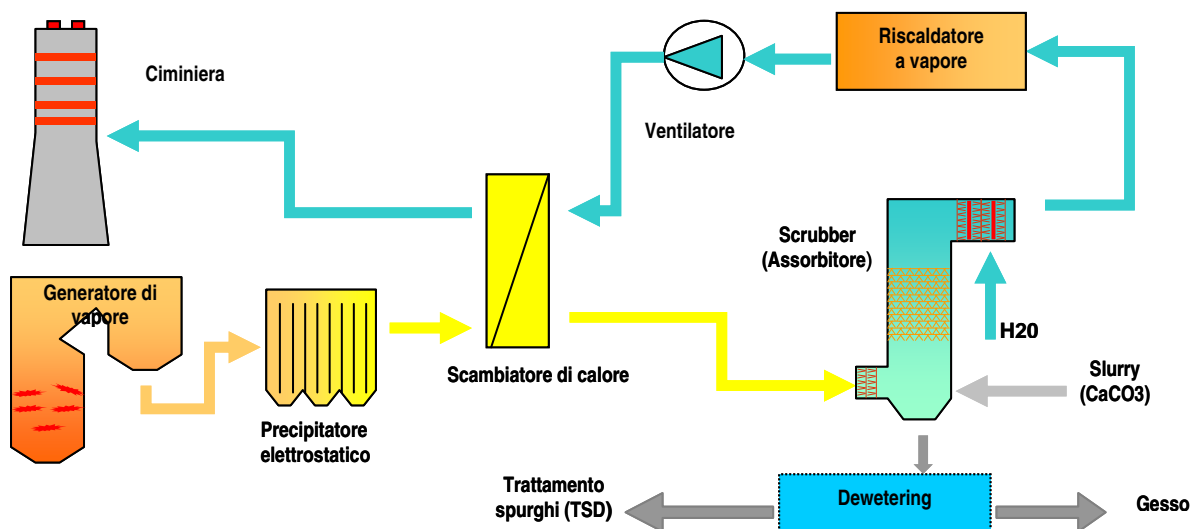 Riscaldatore
a vapore
Ciminiera
Ventilatore
Scrubber
(Assorbitore)
Generatore di
vapore
H20
Scambiatore di calore
Slurry
(CaCO3)
Precipitatore
elettrostatico
Trattamento
spurghi (TSD)
Dewetering
Gesso